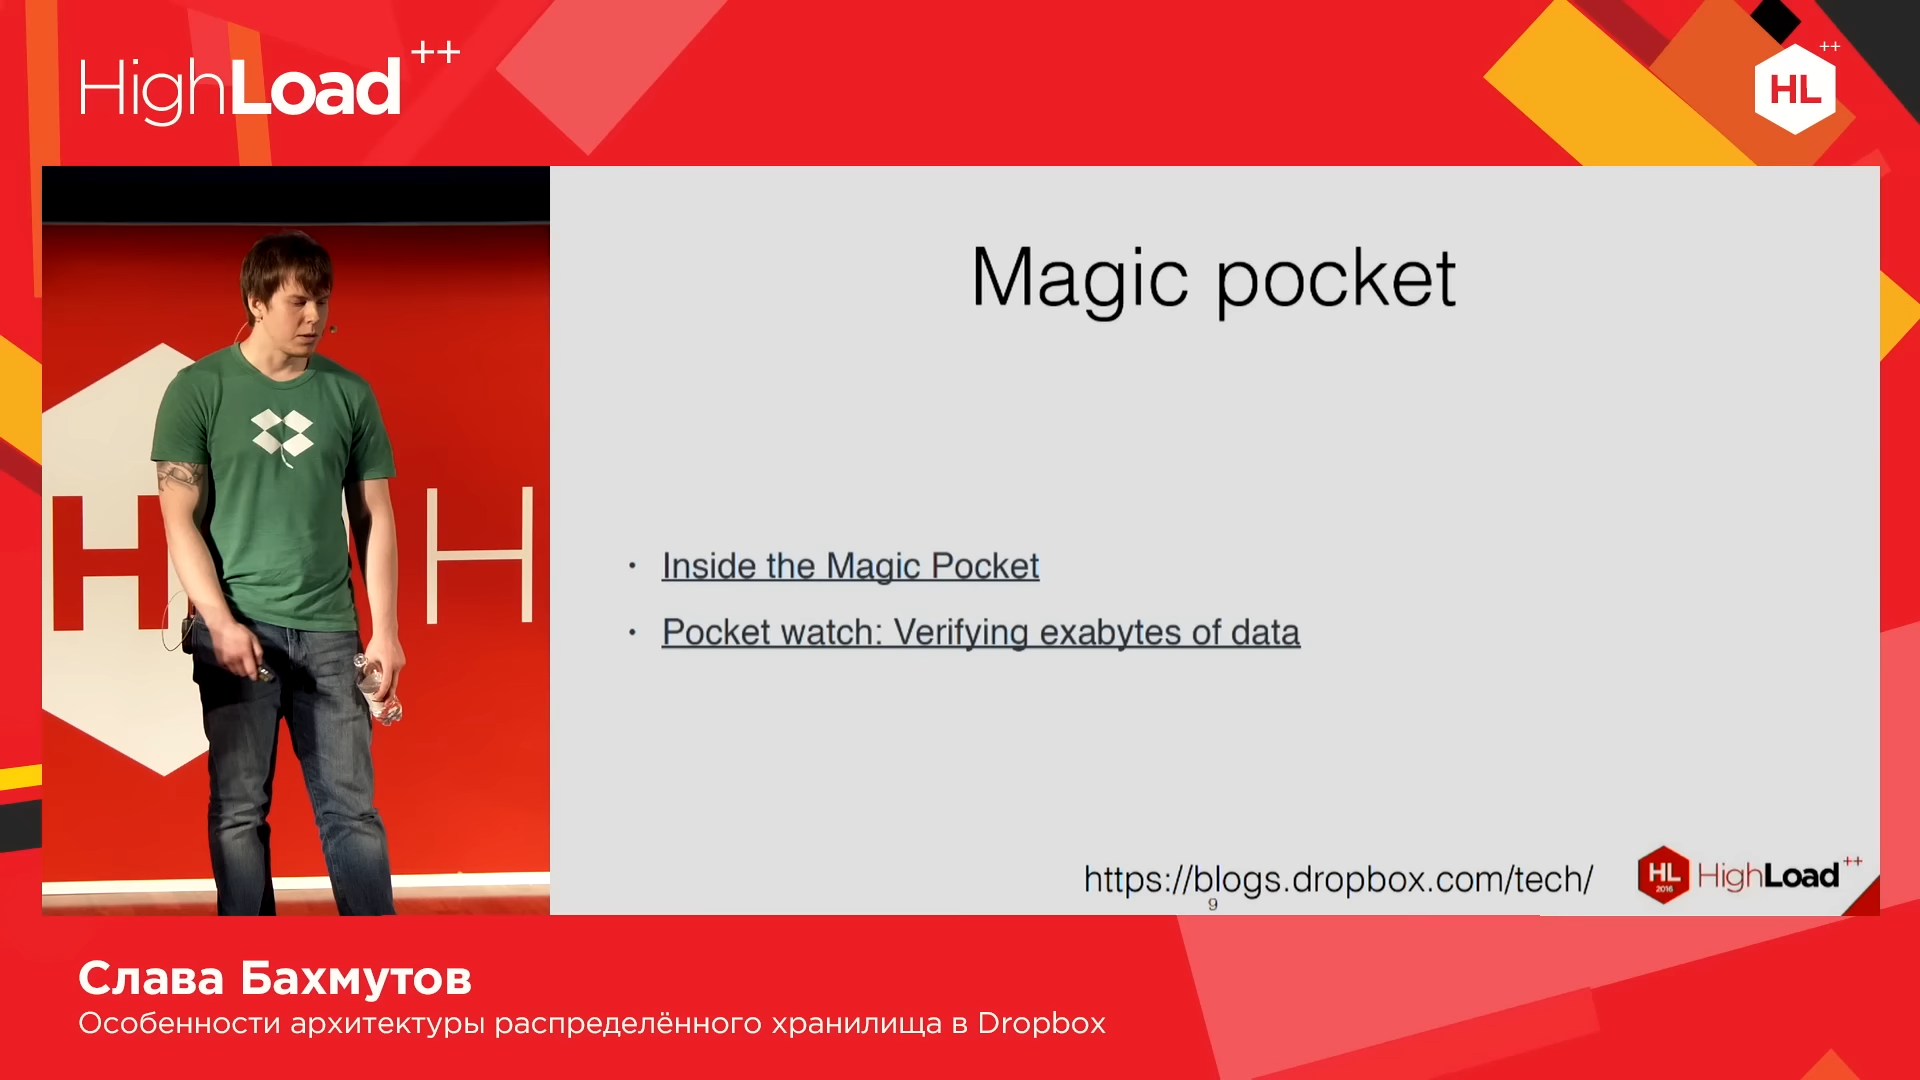 HighLoad++
HL++
H H
Magic pocket
• Inside the Magic Pocket
• Pocket watch: Verifying exabytes of data
https://blogs.dropbox.com/tech/
HL 2016 HighLoad++
9
Слава Бахмутов
Особенности архитектуры распределённого хранилища в Dropbox